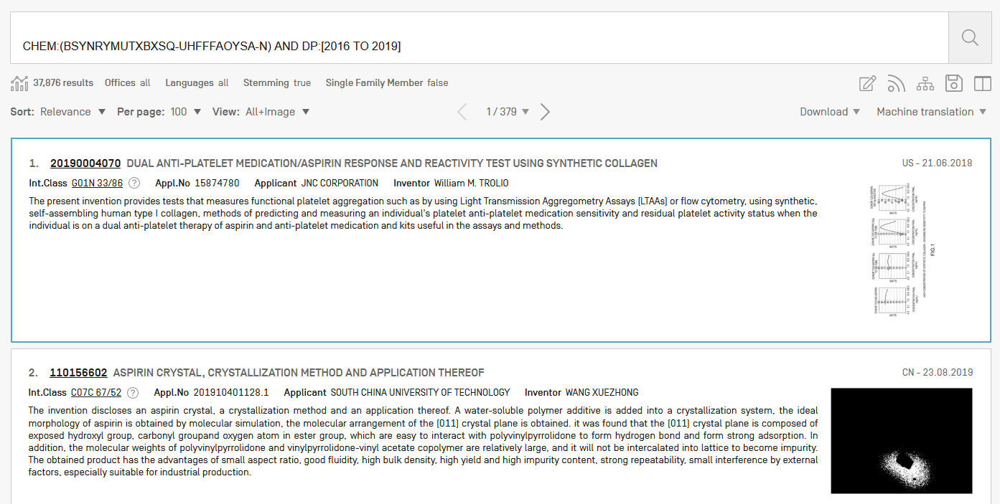 CHEM:(BSYNRYMUTXBXSQ-UHFFFAOYSA-N) AND DP:[2016 TO 2019]
37,876 results Offices all Languages all Stemming true Single Family Member false
Sort: Relevance Per page: 100 View: All+Image 1 / 379 Download Machine translation
1. 20190004070 DUAL ANTI-PLATELET MEDICATION/ASPIRIN RESPONSE AND REACTIVITY TEST USING SYNTHETIC COLLAGEN US - 21.06.2018
Int.Class G01N 33/86 ? Appl.No 15874780 Applicant JNC CORPORATION Inventor William M. TROLIO
The present invention provides tests that measures functional platelet aggregation such as by using Light Transmission Aggregometry Assays (LTAAs) or flow cytometry, using synthetic,
self-assembling human type I collagen, methods of predicting and measuring an individual's platelet anti-platelet medication sensitivity and residual platelet activity status when the
individual is on a dual anti-platelet therapy of aspirin and anti-platelet medication and kits useful in the assays and methods.
FIG.1
2. 110156602 ASPIRIN CRYSTAL, CRYSTALLIZATION METHOD AND APPLICATION THEREOF CN - 23.08.2019
Int.Class C07C 67/52 ? Appl.No 201910401128.1 Applicant SOUTH CHINA UNIVERSITY OF TECHNOLOGY Inventor WANG XUEZHONG
The invention discloses an aspirin crystal, a crystallization method and an application thereof. A water-soluble polymer additive is added into a crystallization system, the ideal
morphology of aspirin is obtained by molecular simulation, the molecular arrangement of the [011] crystal plane is obtained. it was found that the [011] crystal plane is composed of
exposed hydroxyl group, carbonyl groupand oxygen atom in ester group, which are easy to interact with polyvinylpyrrolidone to form hydrogen bond and form strong adsorption. In
addition, the molecular weights of polyvinylpyrrolidone and vinylpyrrolidone-vinyl acetate copolymer are relatively large, and it will not be intercalated into lattice to become impurity.
The obtained product has the advantages of small aspect ratio, good fluidity, high bulk density, high yield and high impurity content, strong repeatability, small interference by external
factors, especially suitable for industrial production.